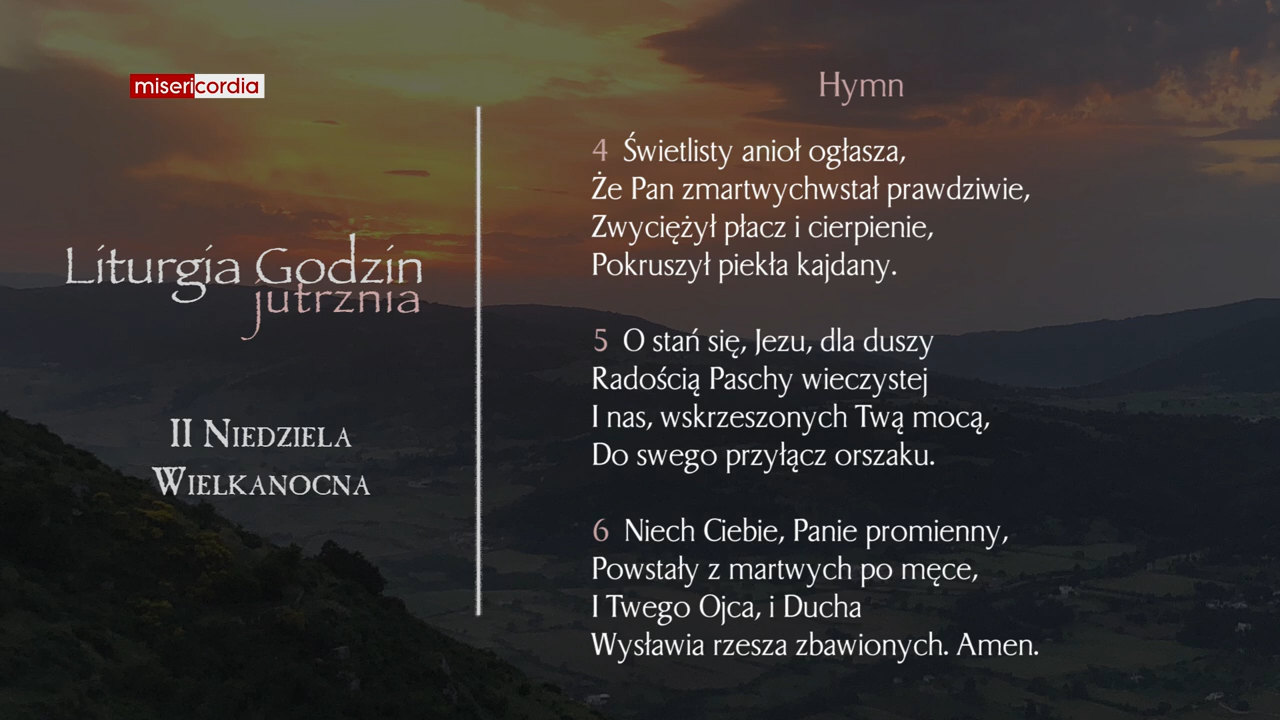 misericordia
Liturgia Godzin
jutrznia
II Niedziela
Wielkanocna
Hymn
4 Świetlisty anioł ogłasza,
Że Pan zmartwychwstał prawdziwie,
Zwyciężył płacz i cierpienie,
Pokruszył piekła kajdany.
5 O stań się, Jezu, dla duszy
Radością Paschy wieczystej
I nas, wskrzeszonych Twą mocą,
Do swego przyłącz orszaku.
6 Niech Ciebie, Panie promienny,
Powstały z martwych po męce,
I Twego Ojca, i Ducha
Wysławia rzesza zbawionych. Amen.